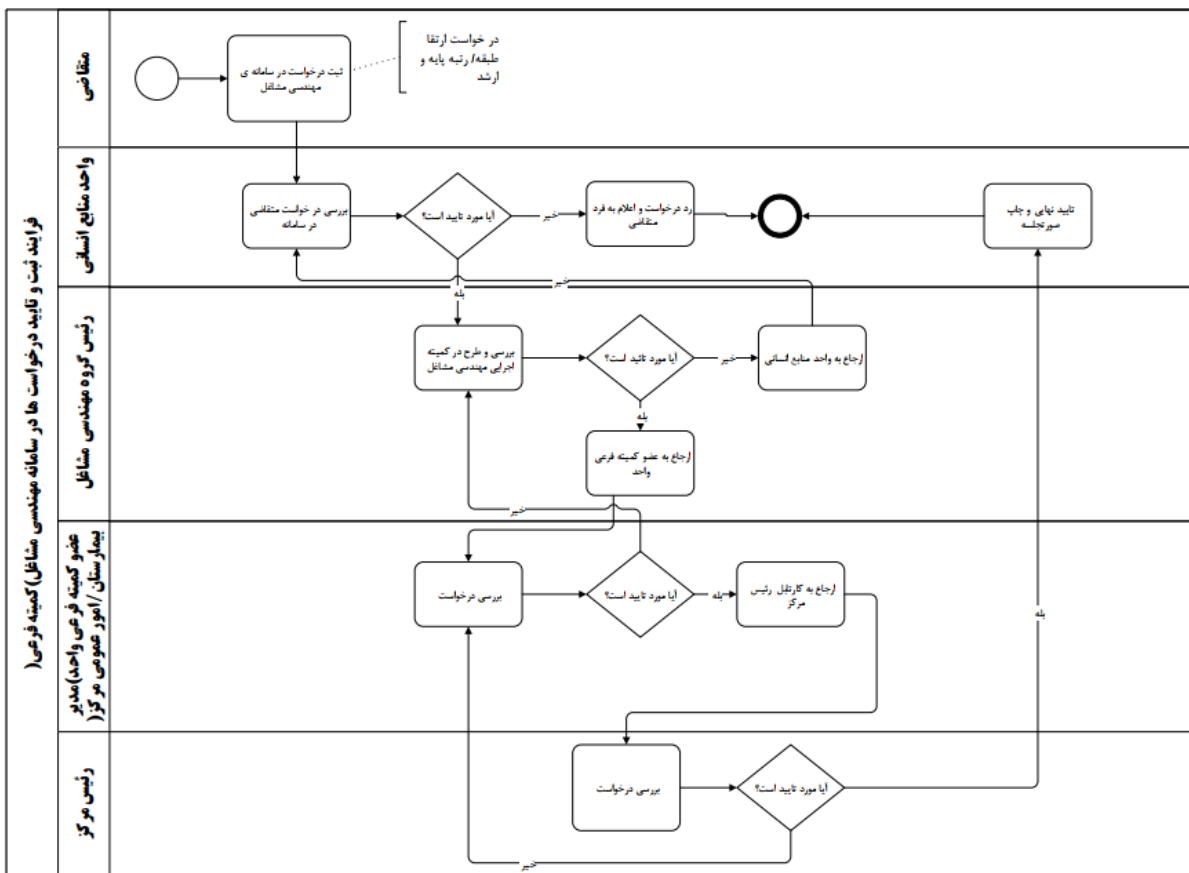 فرایند ثبت و تایید درخواست ها در سامانه مهندسی مشاغل)کمیته فرعی(
متقاضی
ثبت درخواست در سامانه ی
مهندسی مشاغل
در خواست ارتقا
طبقه/ رتبه پایه و
ارشد
واحد منابع انسانی
بررسی در خواست متقاضی
در سامانه
آیا مورد تایید است؟
خیر
رد درخواست و اعلام به فرد
متقاضی
تایید نهایی و چاپ
صورتجلسه
خیر
بله
رئیس گروه مهندسی مشاغل
بررسی و طرح در کمیته
اجرایی مهندسی مشاغل
آیا مورد تائید است؟
خیر
ارجاع به واحد منابع انسانی
بله
ارجاع به عضو کمیته فرعی
واحد
خیر
عضو کمیته فرعی واحد)مدیر
بیمارستان/امور عمومی مرکز(
بررسی درخواست
آیا مورد تایید است؟
بله
ارجاع به کارتقبل رئیس
مرکز
بله
رئیس مرکز
بررسی درخواست
آیا مورد تایید است؟
خیر